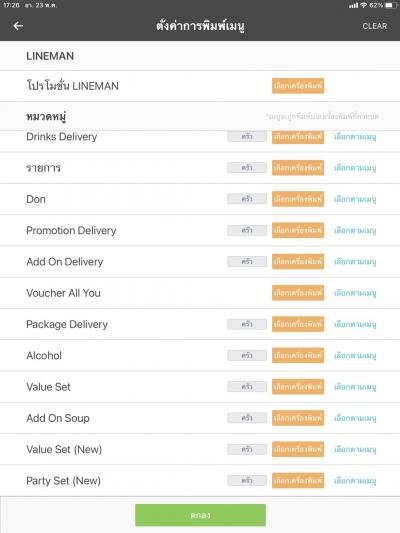 17:26 อา. 23 พ.ค. 62%
ตั้งค่าการพิมพ์เมนู CLEAR
LINEMAN
โปรโมชั่น LINEMAN เลือกเครื่องพิมพ์
หมวดหมู่ *เมนูจะถูกพิมพ์บนเครื่องพิมพ์ที่กำหนด
Drinks Delivery ครัว เลือกเครื่องพิมพ์ เลือกตามเมนู
รายการ ครัว เลือกเครื่องพิมพ์ เลือกตามเมนู
Don ครัว เลือกเครื่องพิมพ์ เลือกตามเมนู
Promotion Delivery ครัว เลือกเครื่องพิมพ์ เลือกตามเมนู
Add On Delivery ครัว เลือกเครื่องพิมพ์ เลือกตามเมนู
Voucher All You เลือกเครื่องพิมพ์ เลือกตามเมนู
Package Delivery ครัว เลือกเครื่องพิมพ์ เลือกตามเมนู
Alcohol ครัว เลือกเครื่องพิมพ์ เลือกตามเมนู
Value Set ครัว เลือกเครื่องพิมพ์ เลือกตามเมนู
Add On Soup ครัว เลือกเครื่องพิมพ์ เลือกตามเมนู
Value Set (New) ครัว เลือกเครื่องพิมพ์ เลือกตามเมนู
Party Set (New) ครัว เลือกเครื่องพิมพ์ เลือกตามเมนู
ตกลง